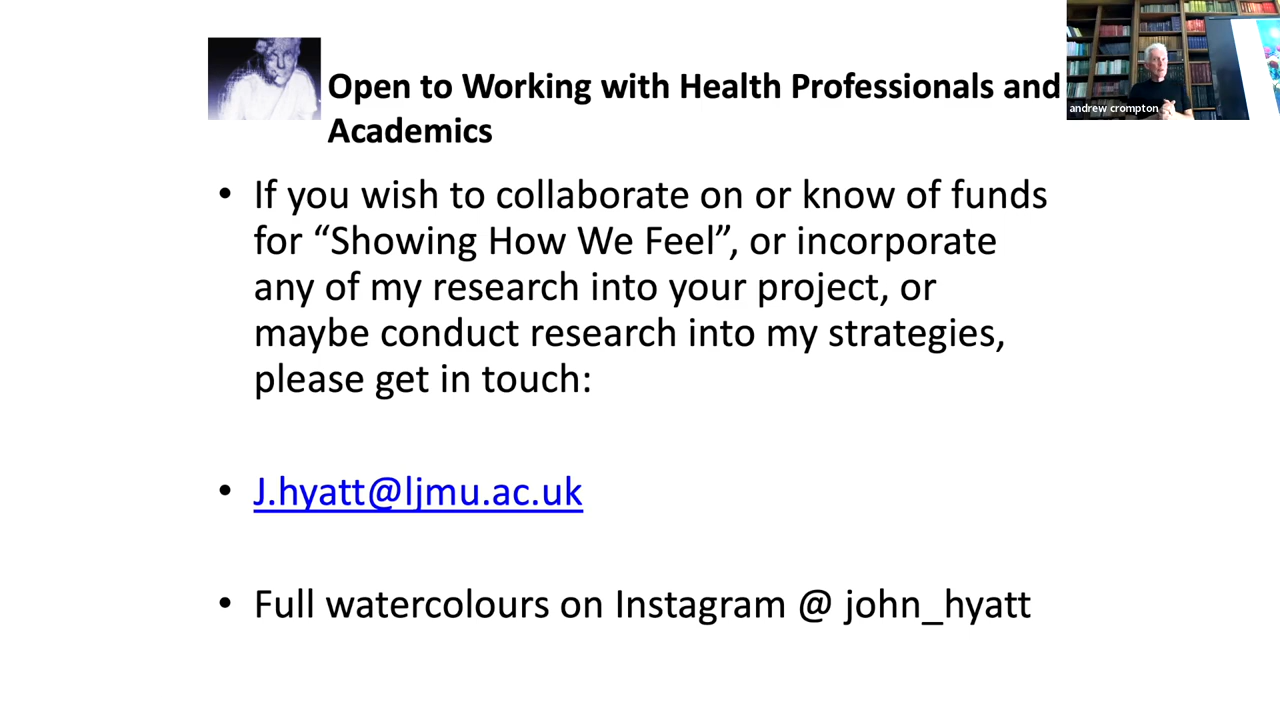 Open to Working with Health Professionals and
Academics
andrew crompton
• If you wish to collaborate on or know of funds
for “Showing How We Feel”, or incorporate
any of my research into your project, or
maybe conduct research into my strategies,
please get in touch:
• J.hyatt@ljmu.ac.uk
• Full watercolours on Instagram @ john_hyatt